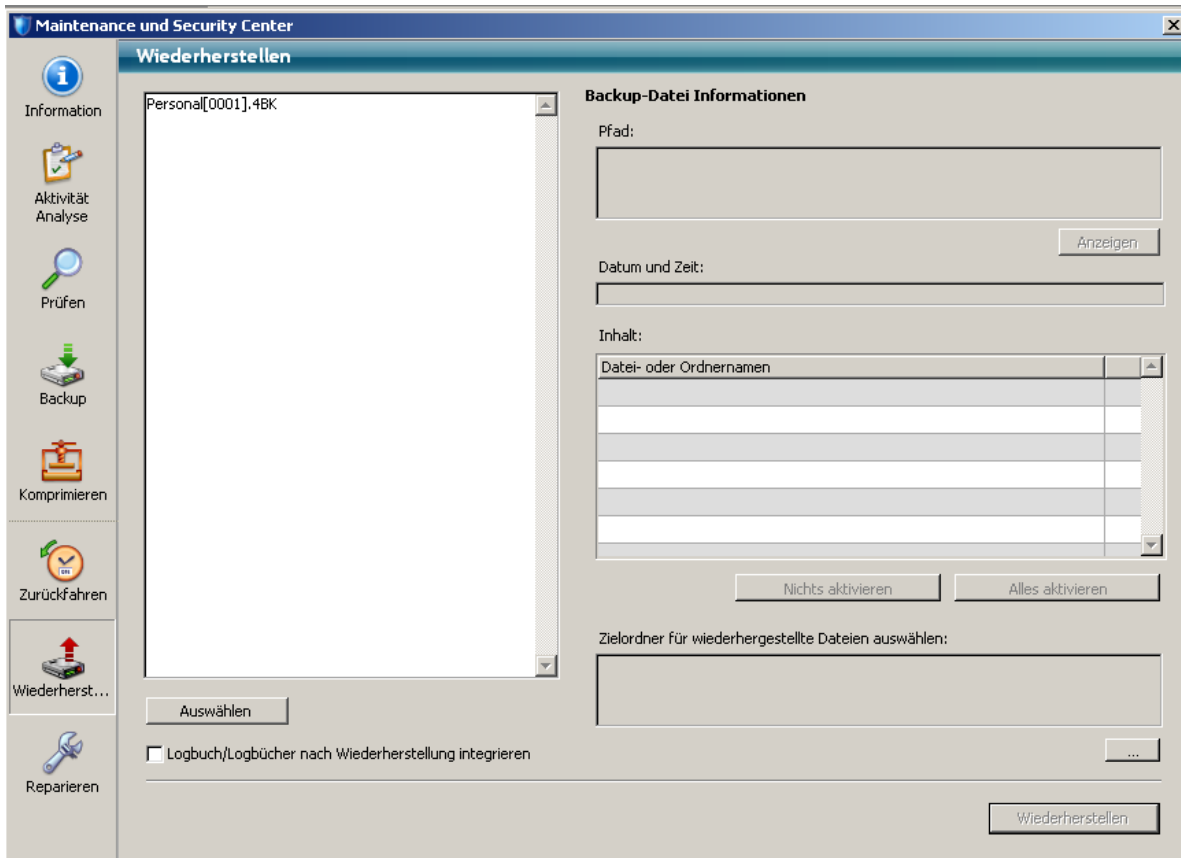 Maintenance und Security Center
Wiederherstellen
Information
Aktivität
Analyse
Prüfen
Backup
Komprimieren
Zurückfahren
Wiederherst...
Reparieren
Personal[0001].4BK
Auswählen
Logbuch/Logbücher nach Wiederherstellung integrieren
Backup-Datei Informationen
Pfad:
Anzeigen
Datum und Zeit:
Inhalt:
Datei- oder Ordnernamen
Nichts aktivieren
Alles aktivieren
Zielordner für wiederhergestellte Dateien auswählen:
...
Wiederherstellen